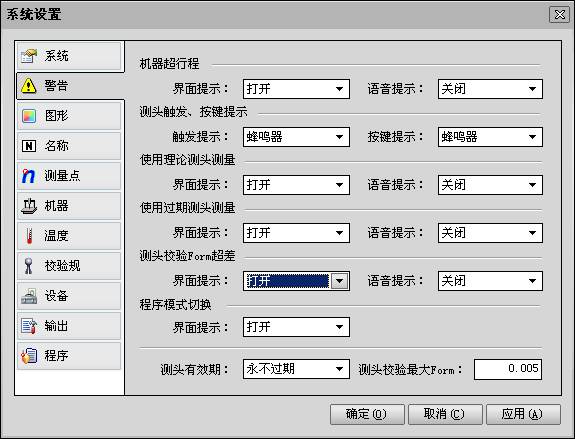 系统设置
系统
警告
图形
名称
测量点
机器
温度
校验规
设备
输出
程序
机器超行程
界面提示： 打开 语音提示： 关闭
测头触发、按键提示
触发提示： 蜂鸣器 按键提示： 蜂鸣器
使用理论测头测量
界面提示： 打开 语音提示： 关闭
使用过期测头测量
界面提示： 打开 语音提示： 关闭
测头校验Form超差
界面提示： 打开 语音提示： 关闭
程序模式切换
界面提示： 打开
测头有效期： 永不过期 测头校验最大Form： 0.005
确定(O) 取消(C) 应用(A)